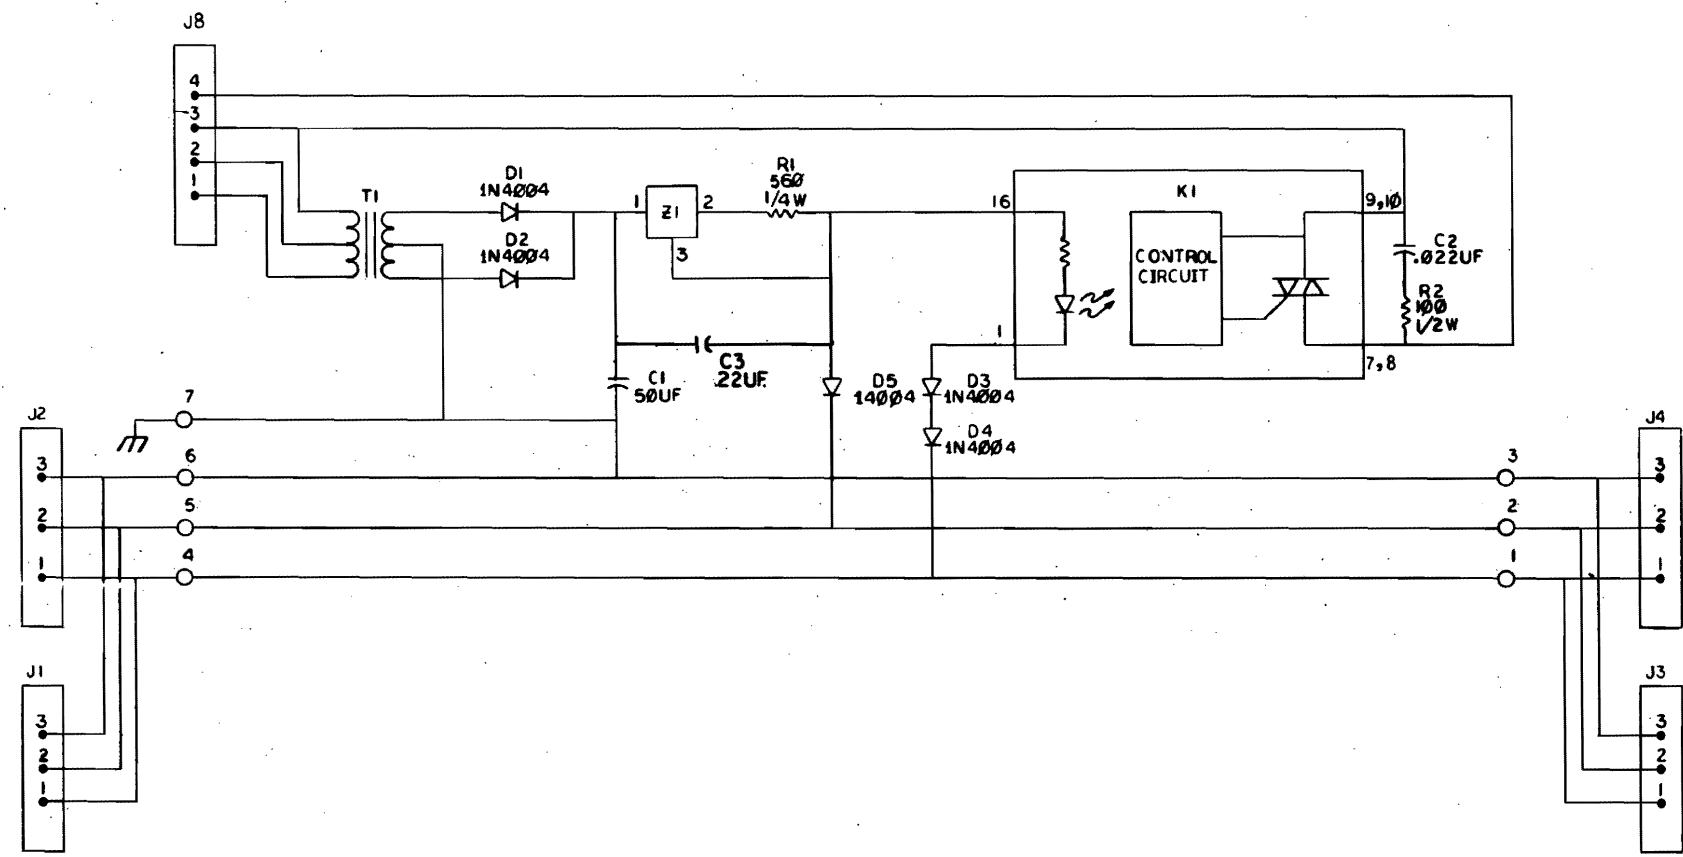 J8
4
3
2
1
T1
D1
1N4004
D2
1N4004
1
Z1
2
3
R1
560
1/4W
16
K1
9,10
CONTROL
CIRCUIT
C2
.022UF
R2
100
1/2W
1
7,8
C3
.22UF
C1
50UF
D5
14004
D3
1N4004
D4
1N4004
7
J2
3
2
1
6
5
4
3
2
1
J4
3
2
1
J1
3
2
1
J3
3
2
1